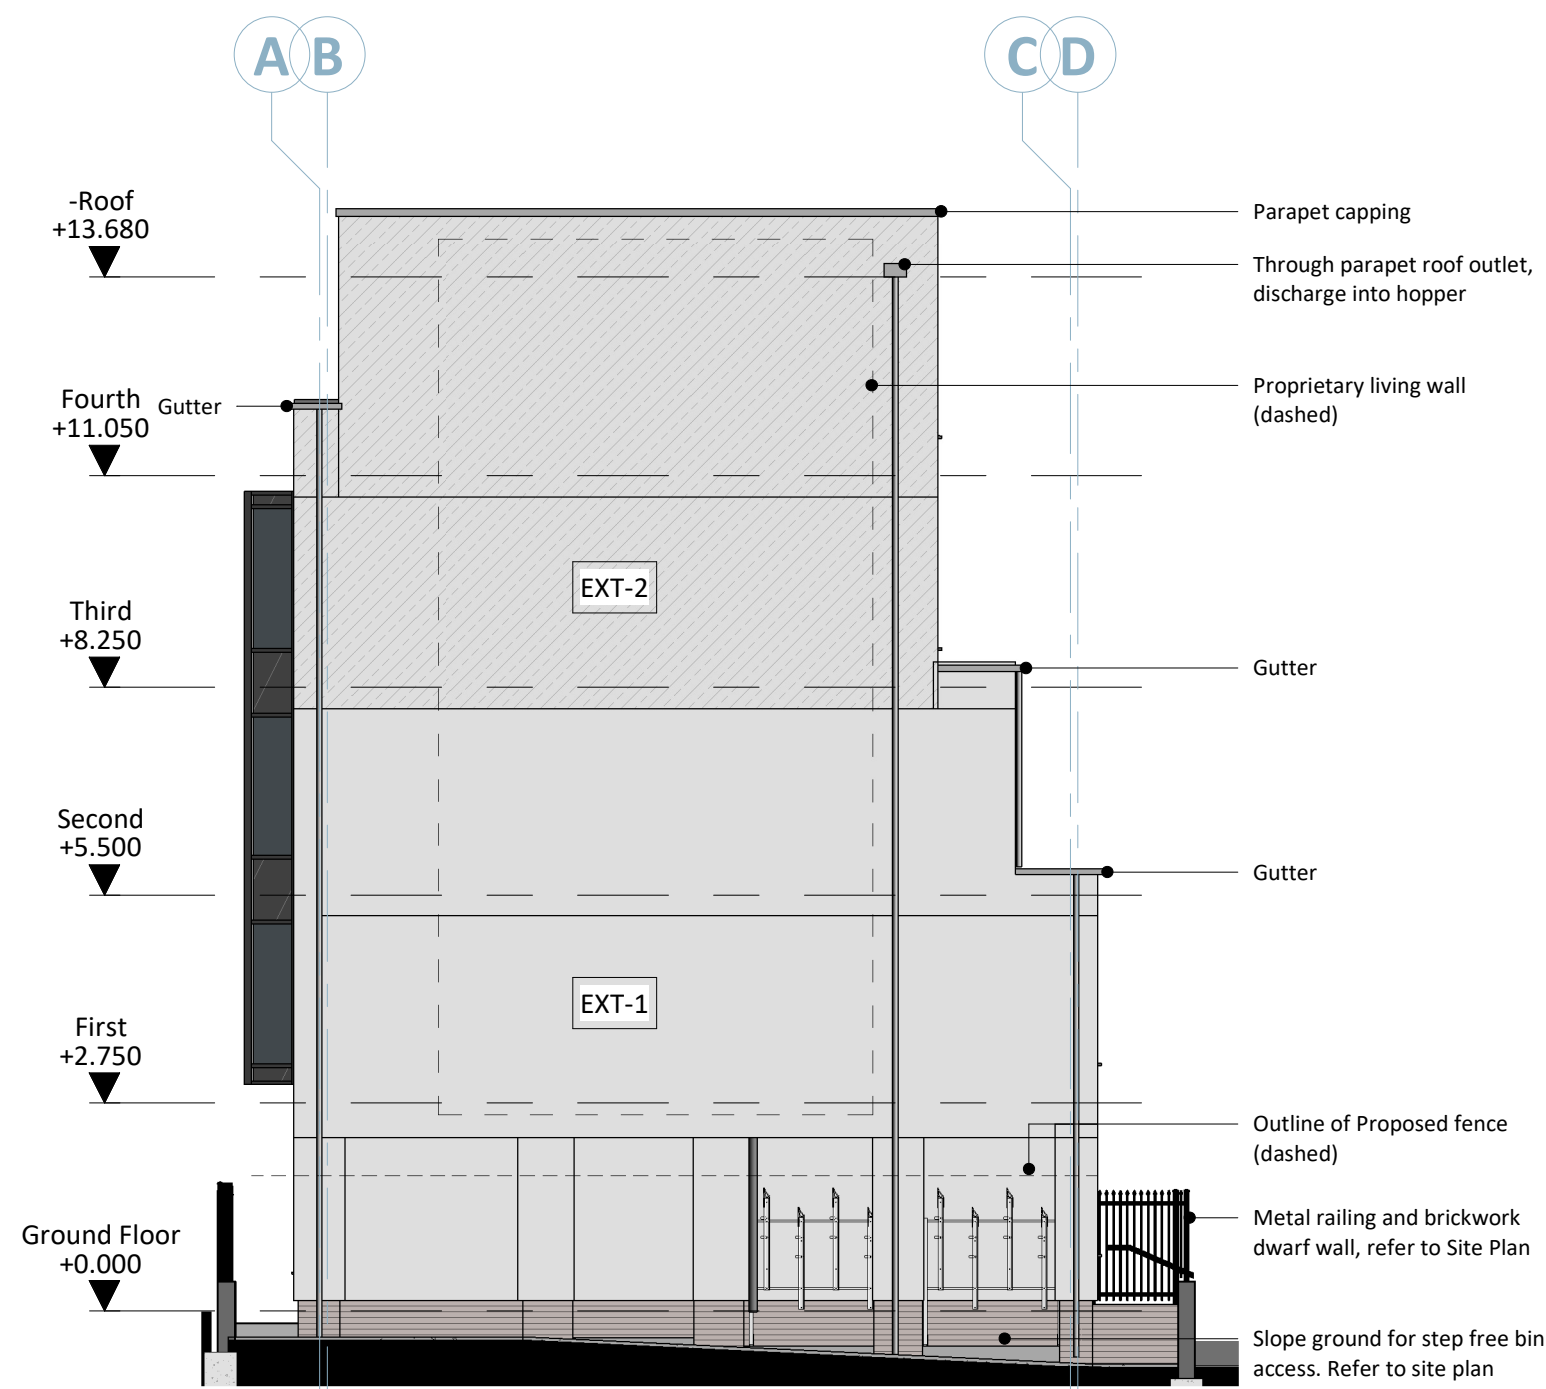 A B C D
-Roof
+13.680
Parapet capping
Through parapet roof outlet,
discharge into hopper
Fourth
+11.050
Gutter
Proprietary living wall
(dashed)
EXT-2
Third
+8.250
Gutter
Second
+5.500
Gutter
EXT-1
First
+2.750
Outline of Proposed fence
(dashed)
Ground Floor
+0.000
Metal railing and brickwork
dwarf wall, refer to Site Plan
Slope ground for step free bin
access. Refer to site plan